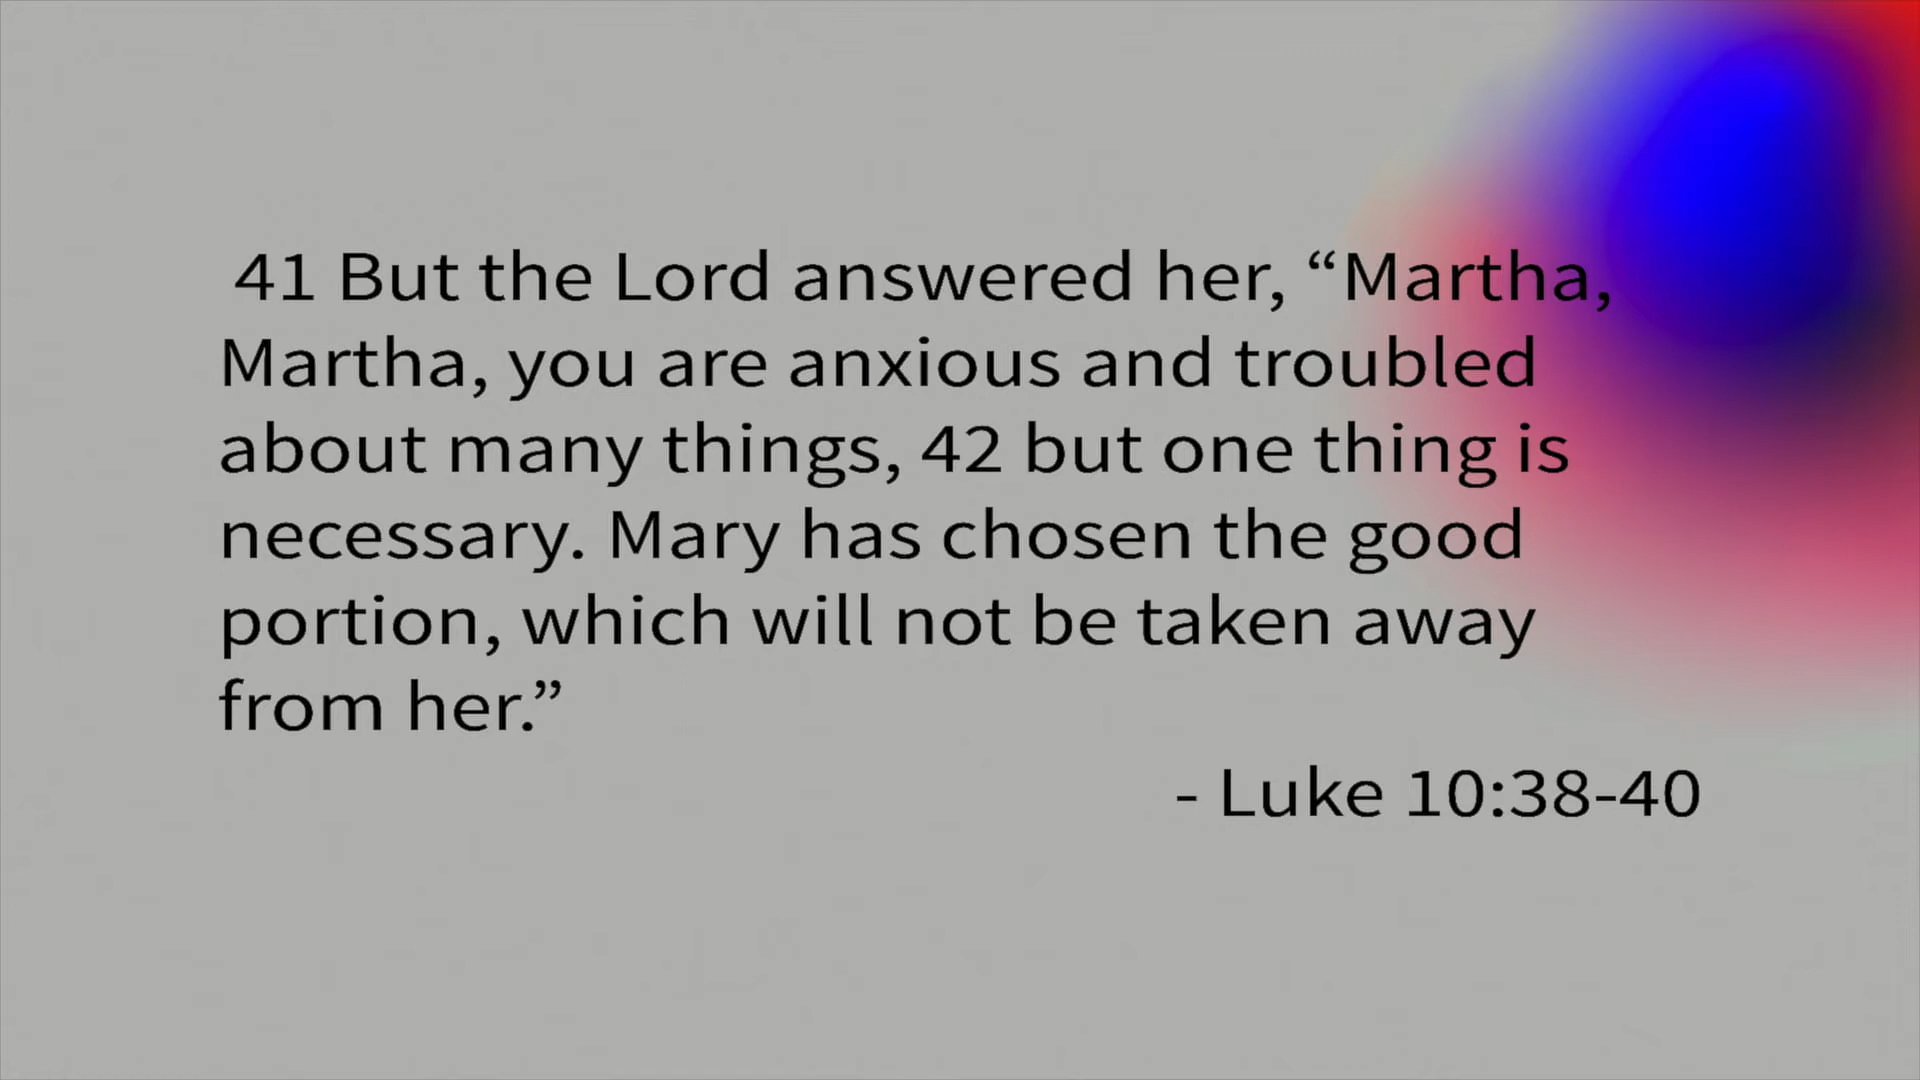 41 But the Lord answered her, “Martha,
Martha, you are anxious and troubled
about many things, 42 but one thing is
necessary. Mary has chosen the good
portion, which will not be taken away
from her.”
- Luke 10:38-40